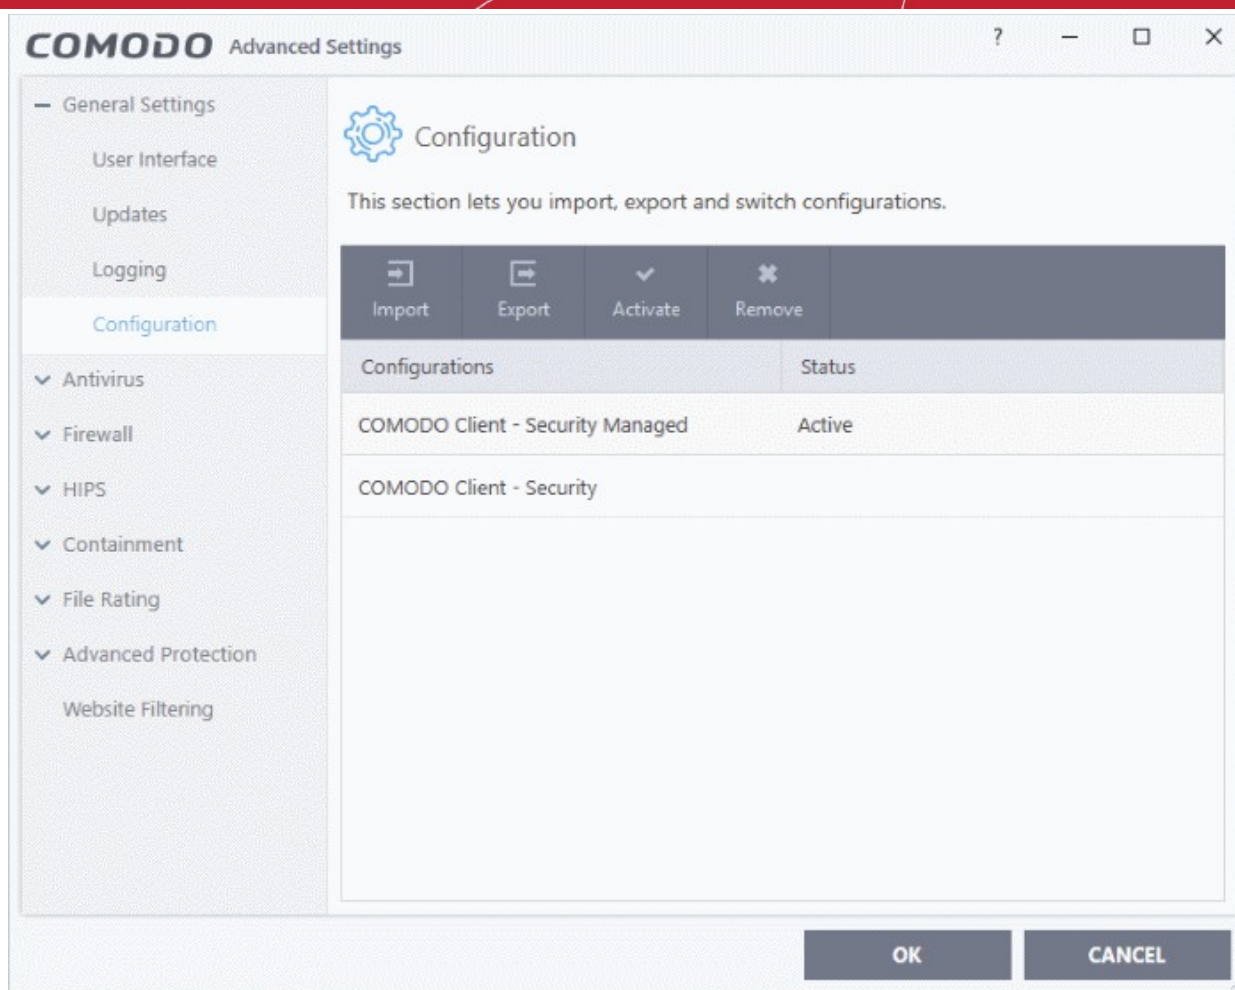 COMODO Advanced Settings ?
General Settings
User Interface
Updates
Logging
Configuration
Antivirus
Firewall
HIPS
Containment
File Rating
Advanced Protection
Website Filtering
Configuration
This section lets you import, export and switch configurations.
Import Export Activate Remove
Configurations Status
COMODO Client - Security Managed Active
COMODO Client - Security
OK CANCEL